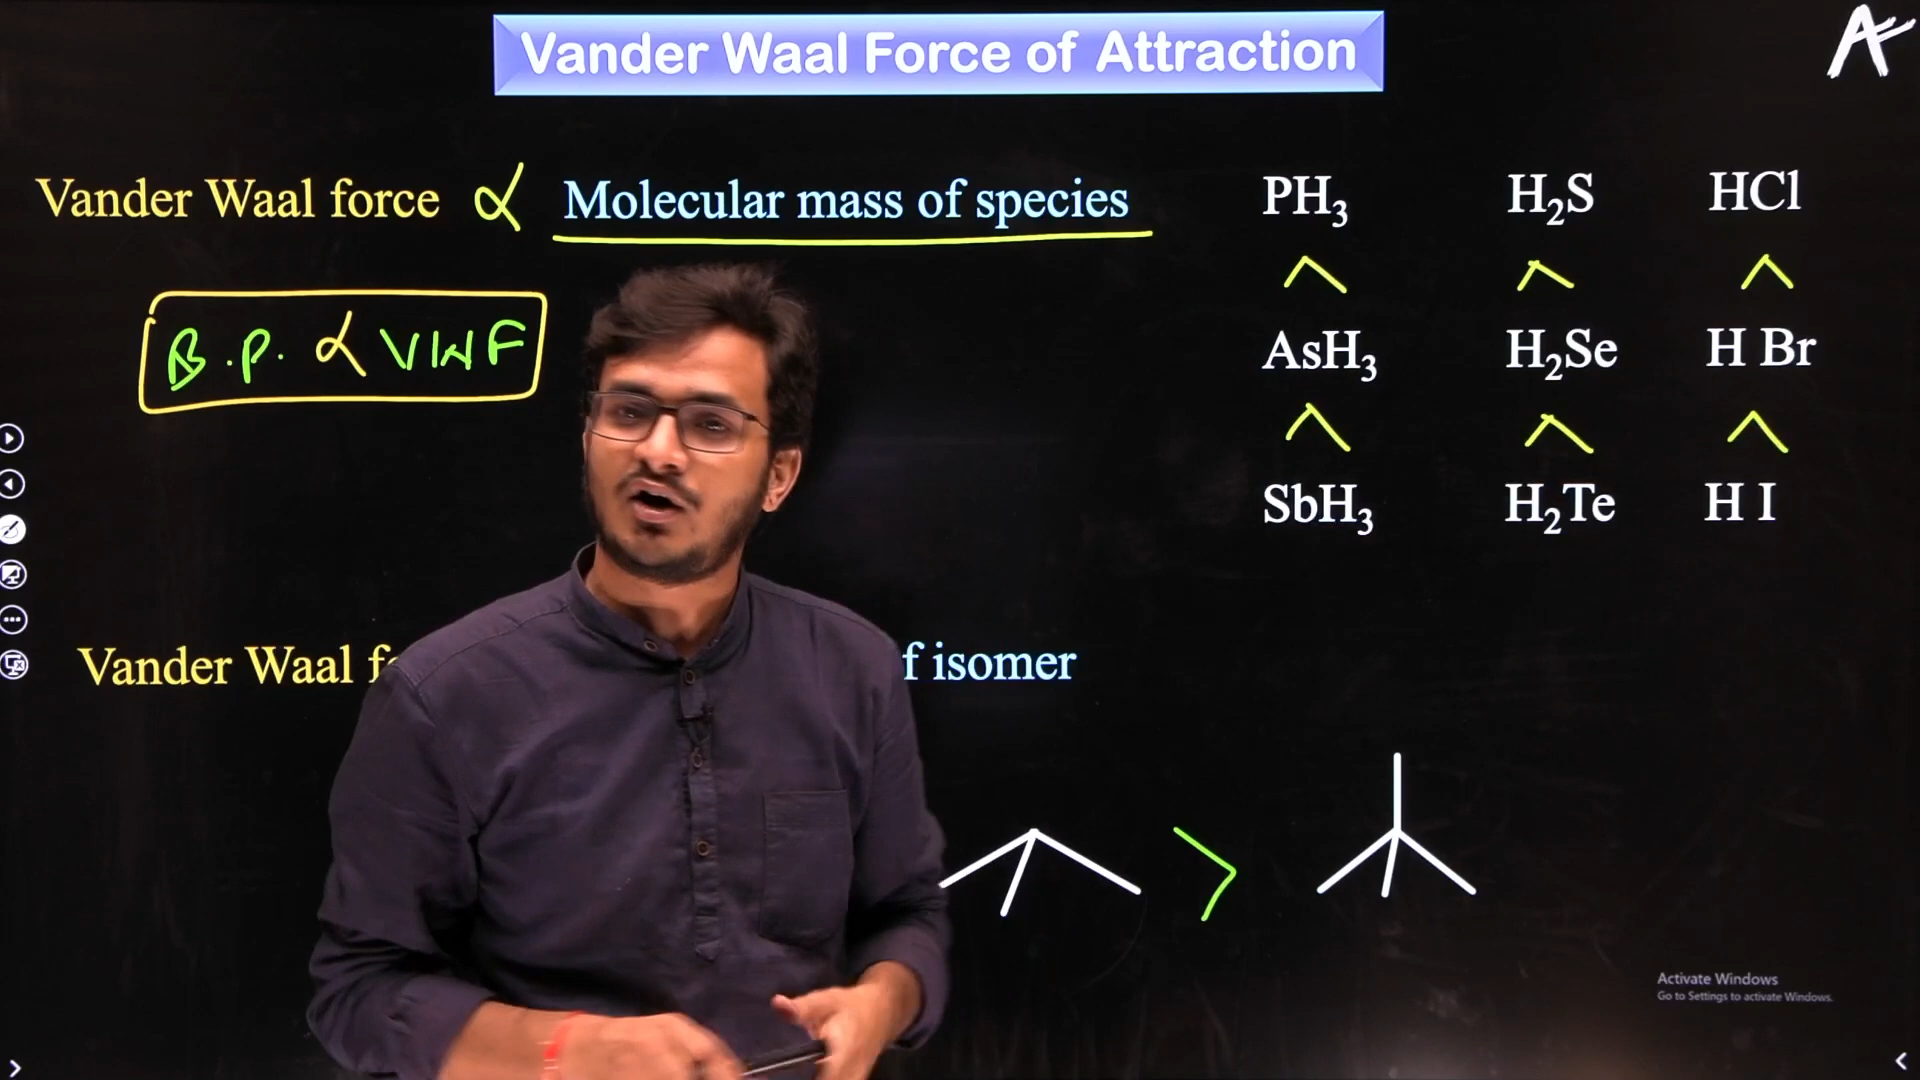 Vander Waal Force of Attraction
Vander Waal force α Molecular mass of species
B.P. α VWF
PH₃ H₂S HCl
^ ^ ^
AsH₃ H₂Se H Br
^ ^ ^
SbH₃ H₂Te H I
Vander Waal isomer
>
Activate Windows
Go to Settings to activate Windows.